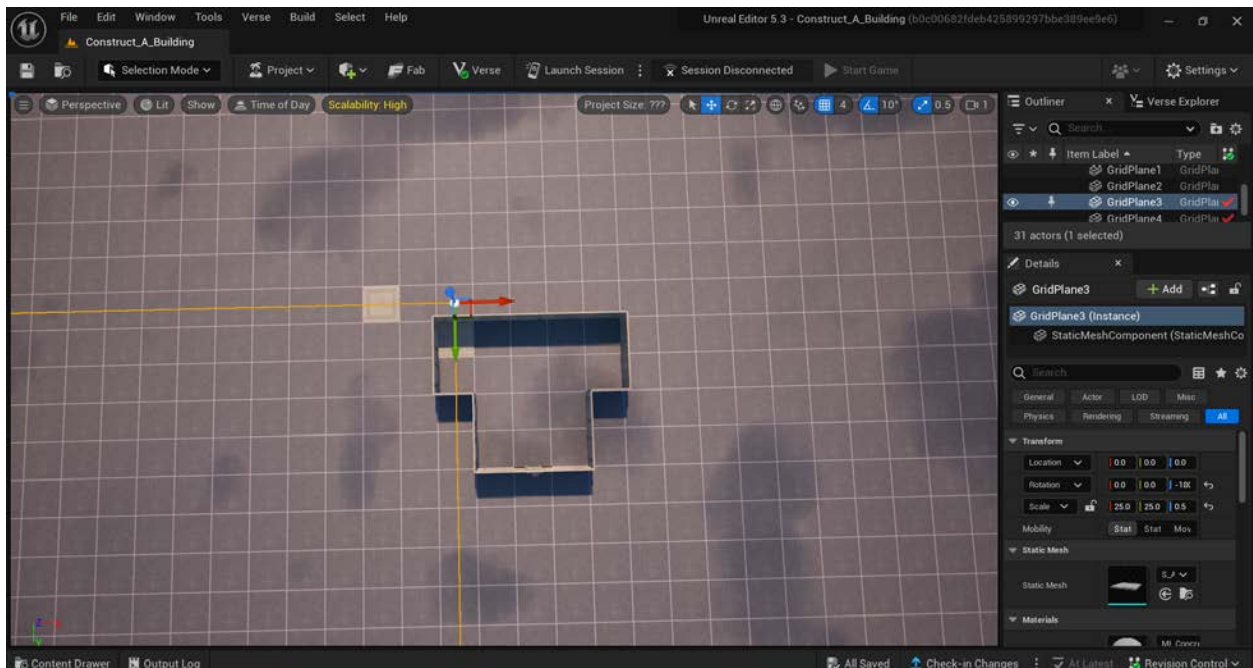 File Edit Window Tools Verse Build Select Help
Unreal Editor 5.3 - Construct_A_Building (b0c00682fdeb425899297bbe389ee9e6)
Construct_A_Building
Selection Mode Project Fab Verse Launch Session Session Disconnected Start Game Settings
Perspective Lit Show Time of Day Scalability: High Project Size: ??? 4 10° 0.5 1
Outliner Verse Explorer
Search...
Item Label Type
GridPlane1 GridPlai
GridPlane2 GridPlai
GridPlane3 GridPlai
GridPlane4 GridPlai
31 actors (1 selected)
Details
GridPlane3 Add
GridPlane3 (Instance)
StaticMeshComponent (StaticMeshCo
Search
General Actor LOD Misc
Physics Rendering Streaming All
Transform
Location 0.0 0.0 0.0
Rotation 0.0 0.0
Scale 25.0 25.0 0.5
Mobility Stat Stat Mov
Static Mesh
Static Mesh
Materials
Content Drawer Output Log All Saved Check-in Changes At Latest Revision Control